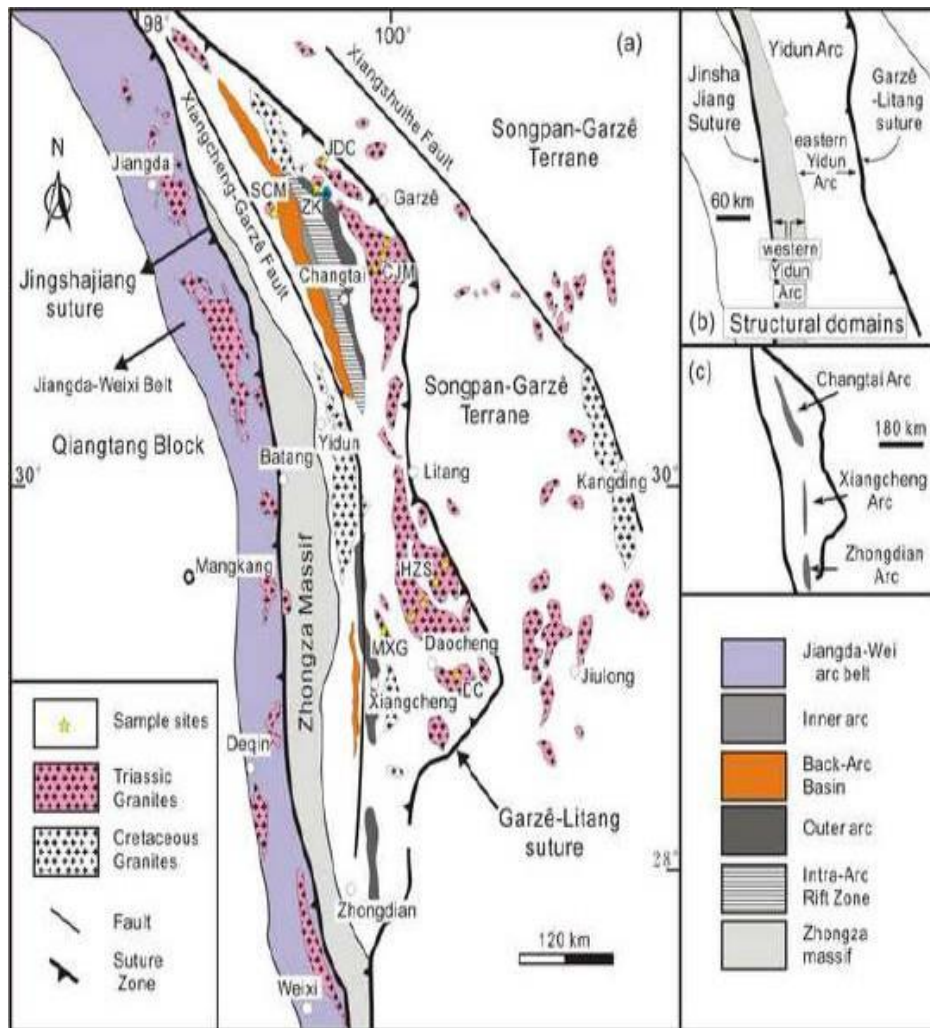 98°
100°
(a)
Xiangshuihe Fault
Songpan-Garzê
Terrane
N
Jiangda
Xiangcheng-Garzê Fault
JDC
SCM
ZK
Garzê
Changtai
CJM
Jingshajiang
suture
Jiangda-Weixi Belt
Songpan-Garzê
Terrane
Qiangtang Block
Yidun
Batang
Litang
Kangding
30°
30°
Mangkang
Zhongza Massif
HZS
MXG
Daocheng
Jiulong
Xiangcheng
Deqin
Garzê-Litang
suture
28°
Zhongdian
120 km
Weixi
Sample sites
Triassic
Granites
Cretaceous
Granites
Fault
Suture
Zone
Yidun Arc
Jinsha
Jiang
Suture
Garzê
-Litang
suture
eastern
Yidun
Arc
60 km
western
Yidun
Arc
(b)
Structural domains
(c)
Changtai Arc
180 km
Xiangcheng
Arc
Zhongdian
Arc
Jiangda-Wei
arc belt
Inner arc
Back-Arc
Basin
Outer arc
Intra-Arc
Rift Zone
Zhongza
massif